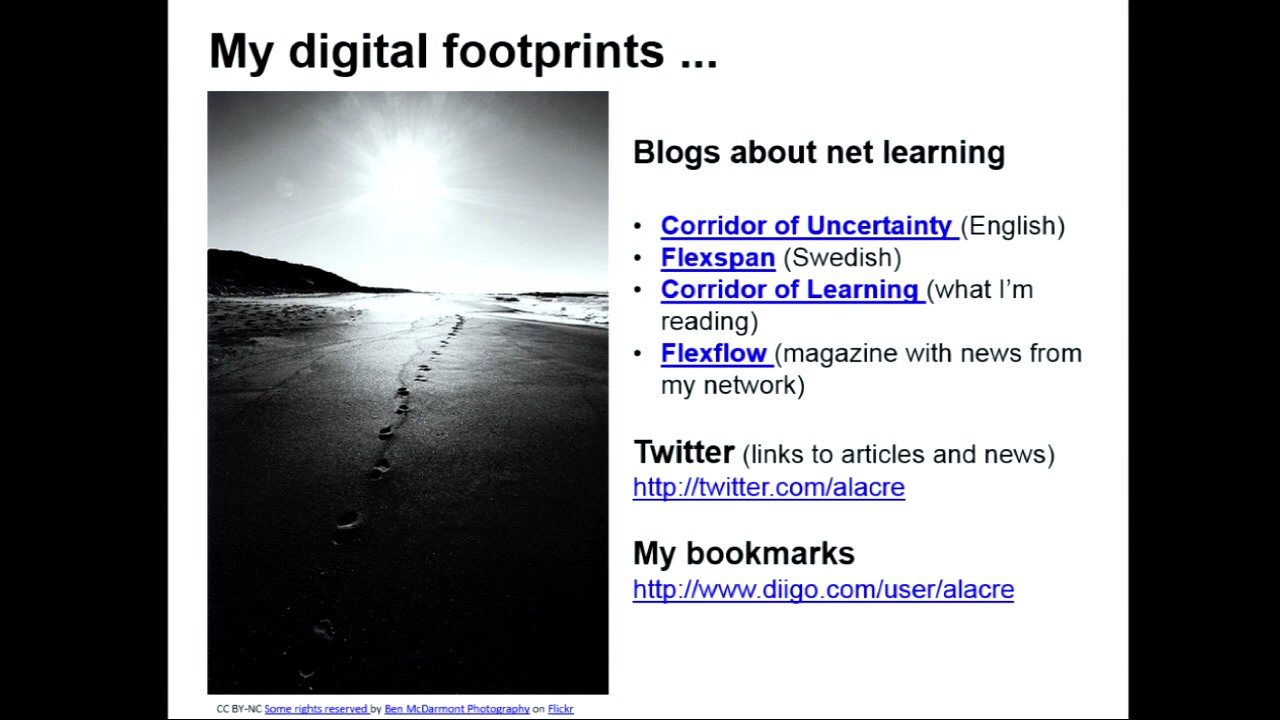 My digital footprints ...
Blogs about net learning
• Corridor of Uncertainty (English)
• Flexspan (Swedish)
• Corridor of Learning (what I’m
reading)
• Flexflow (magazine with news from
my network)
Twitter (links to articles and news)
http://twitter.com/alacre
My bookmarks
http://www.diigo.com/user/alacre
CC BY-NC Some rights reserved by Ben McDarmont Photography on Flickr